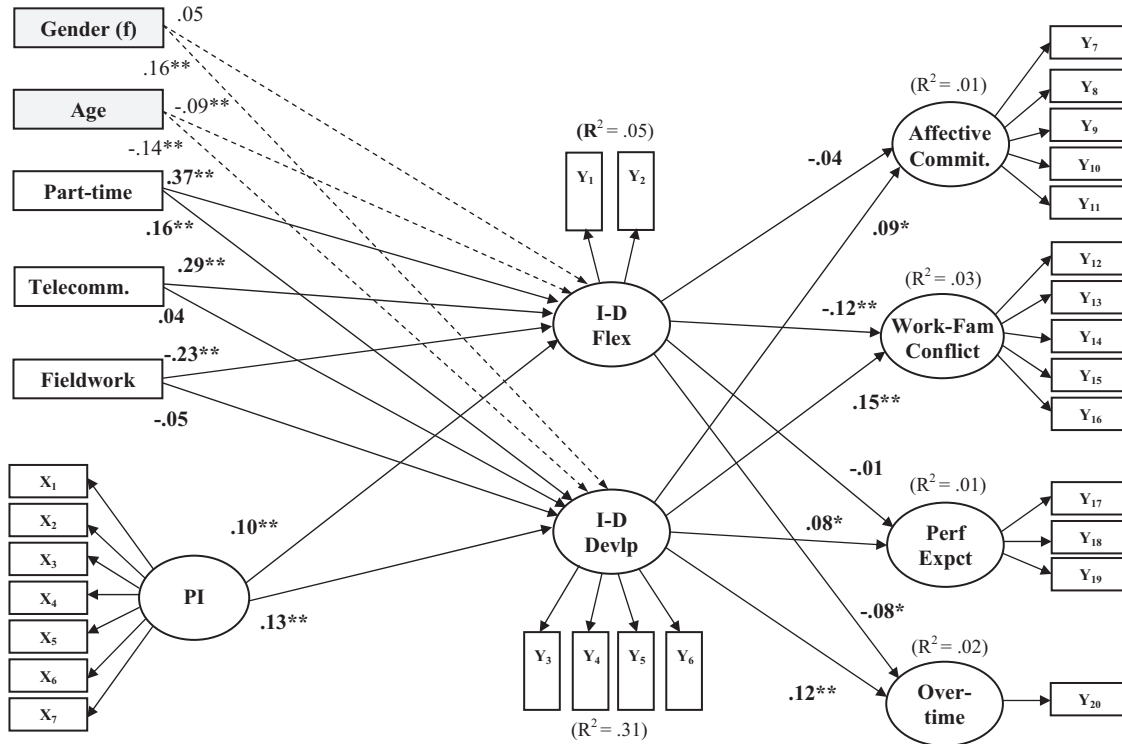 Gender (f)
.05
.16**
Age
-.09**
-.14**
Part-time
.37**
.16**
Telecomm.
.29**
.04
Fieldwork
-.23**
-.05
X1
X2
X3
X4
X5
X6
X7
PI
.10**
.13**
(R² = .05)
Y1
Y2
I-D
Flex
I-D
Devlp
Y3
Y4
Y5
Y6
(R² = .31)
-.04
.09*
-.12**
.15**
-.01
.08*
-.08*
.12**
(R² = .01)
Affective
Commit.
Y7
Y8
Y9
Y10
Y11
(R² = .03)
Work-Fam
Conflict
Y12
Y13
Y14
Y15
Y16
(R² = .01)
Perf
Expct
Y17
Y18
Y19
(R² = .02)
Over-
time
Y20